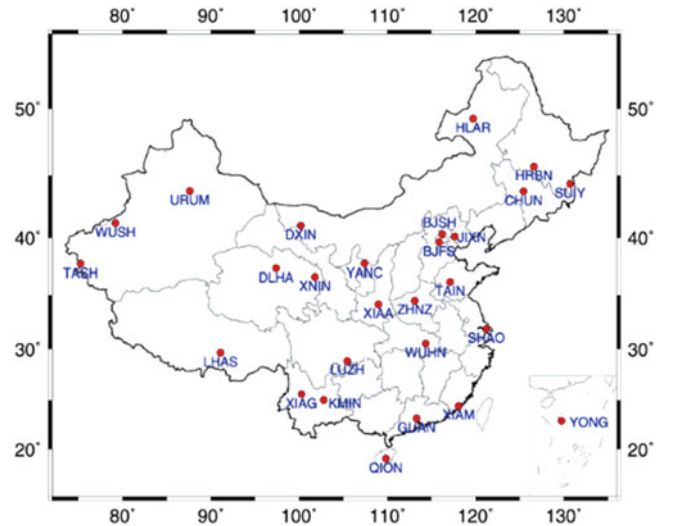 80° 90° 100° 110° 120° 130°
50° 50°
HLAR
HRBN
URUM CHUN SUIY
BJSH
WUSH DXIN JIXN
40° 40°
BJFS
TASH DLHA YANC
XNIN
TAIN
XIAA ZHNZ
SHAO
30° WUHN 30°
LHAS
LUZH
XIAG KMIN
XIAM
GUAN YONG
20° 20°
QION
80° 90° 100° 110° 120° 130°